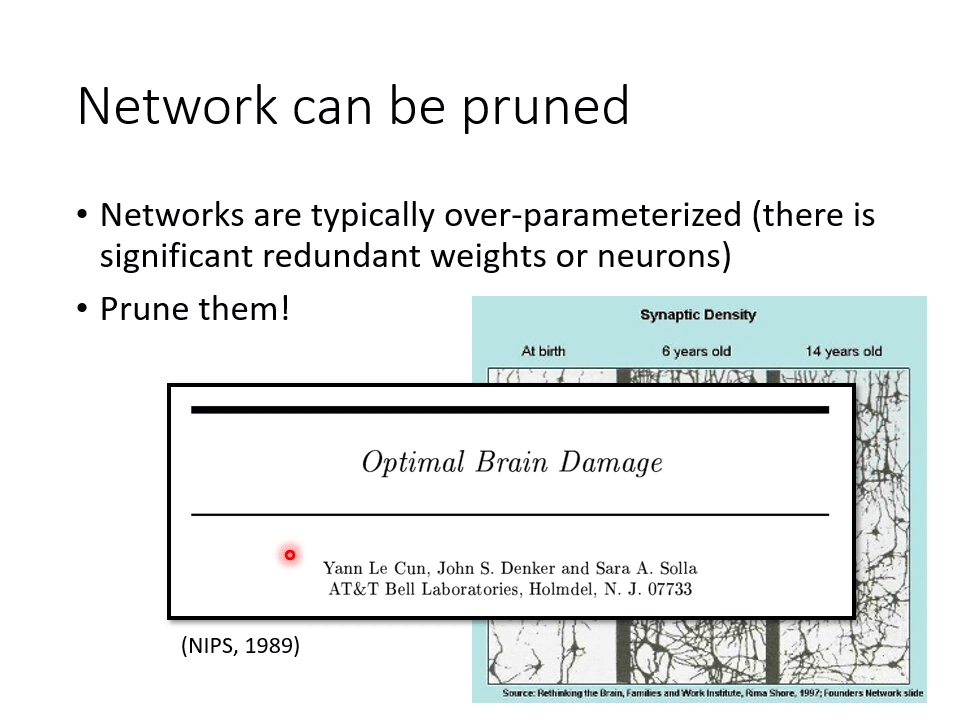 Network can be pruned
• Networks are typically over-parameterized (there is
significant redundant weights or neurons)
• Prune them!
Synaptic Density
At birth 6 years old 14 years old
Optimal Brain Damage
Yann Le Cun, John S. Denker and Sara A. Solla
AT&T Bell Laboratories, Holmdel, N. J. 07733
(NIPS, 1989)
Source: Rethinking the Brain, Families and Work Institute, Rima Shore, 1997; Founders Network slide